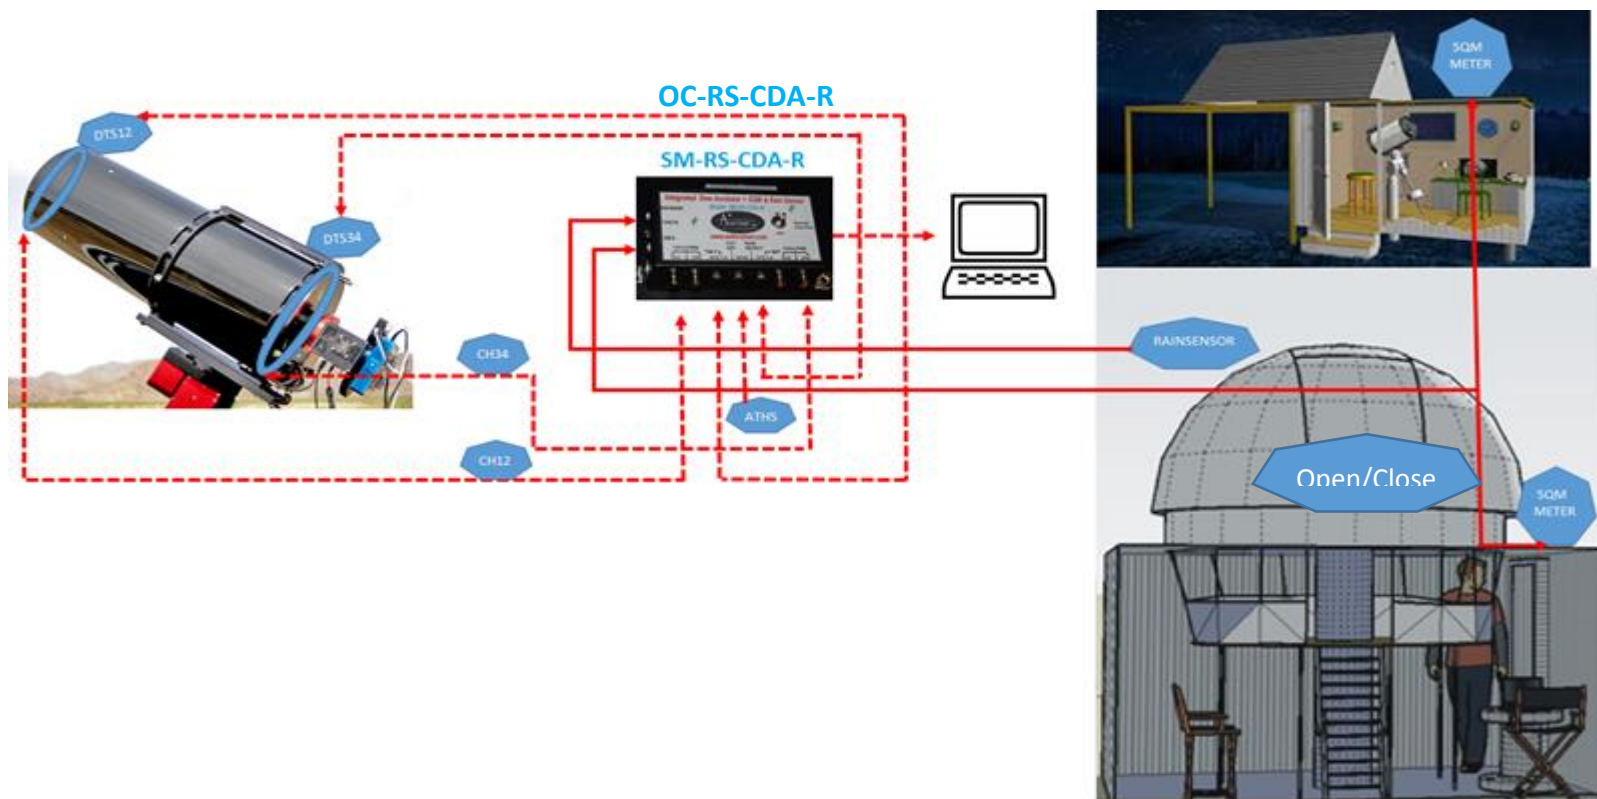 OC-RS-CDA-R
SM-RS-CDA-R
SQM
METER
DTS12
DTS34
RAINSENSOR
CH34
ATHS
CH12
Open/Close
SQM
METER